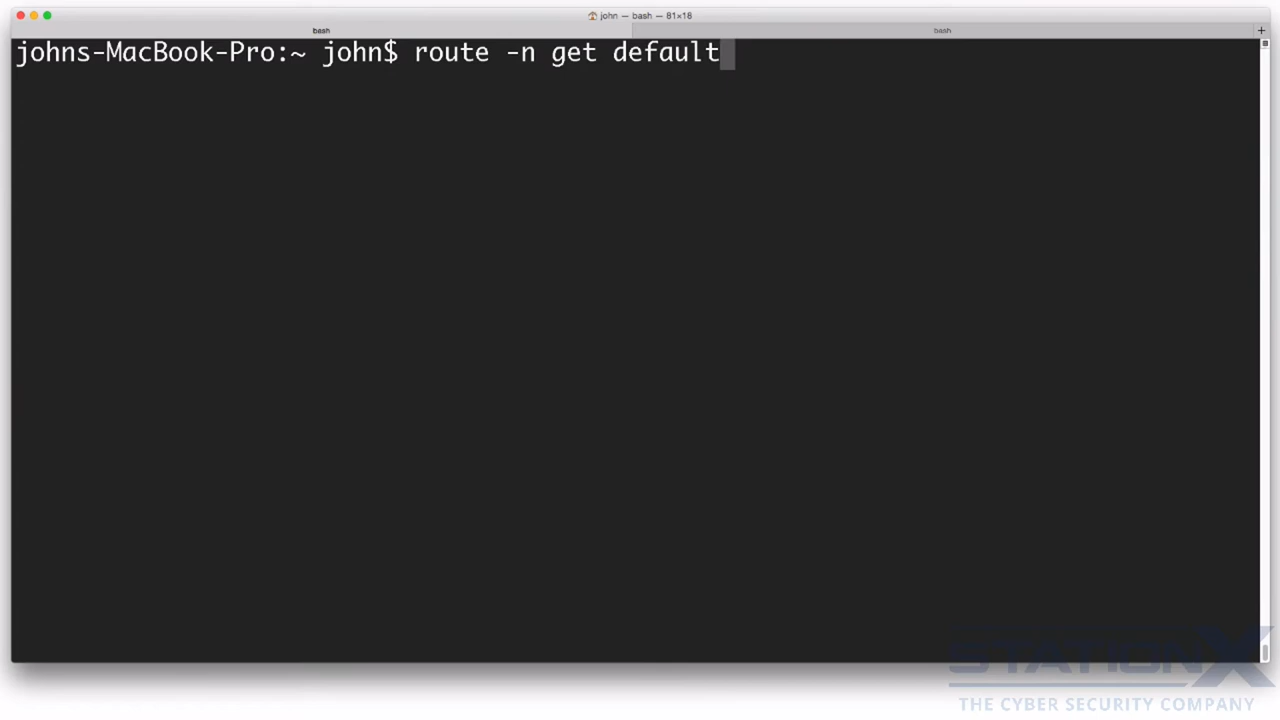 john — bash — 81×18
bash
bash
+
johns-MacBook-Pro:~ john$ route -n get default
STATIONX
THE CYBER SECURITY COMPANY